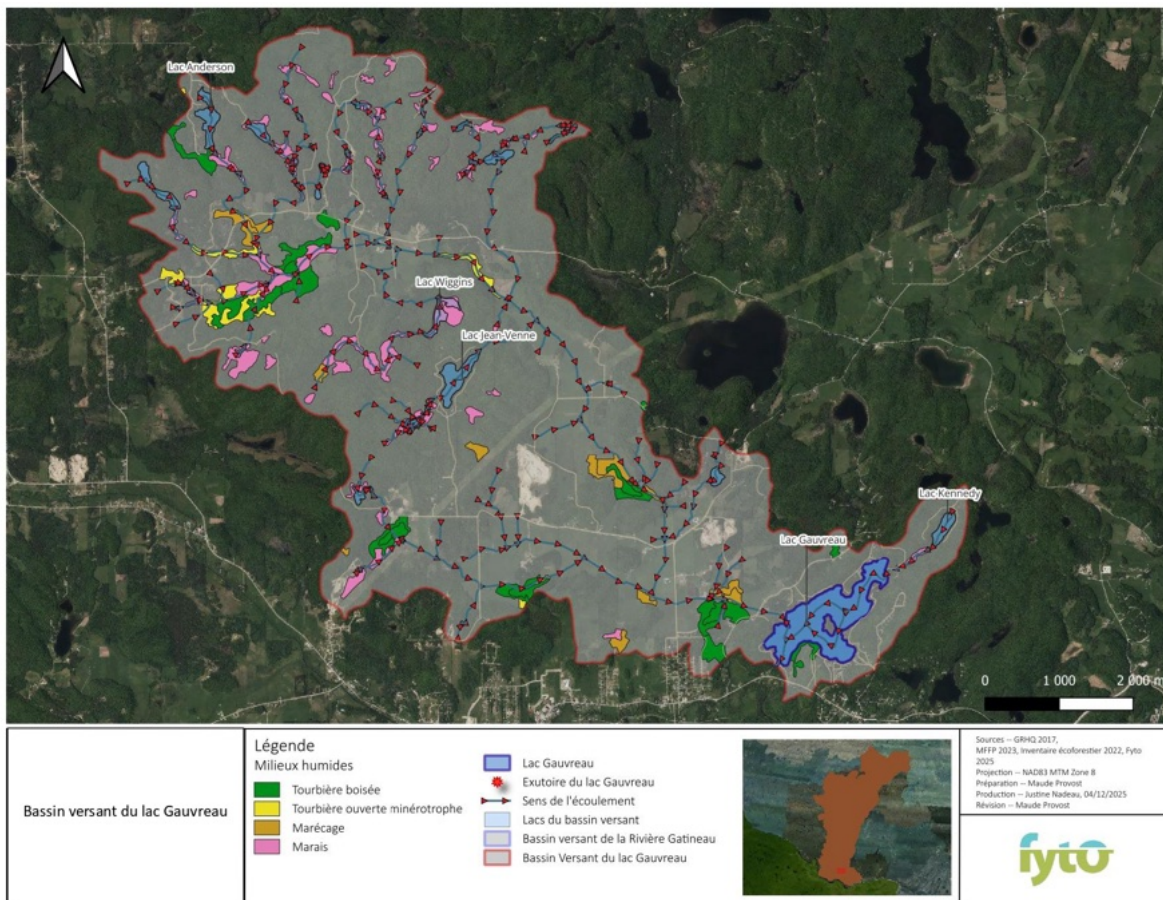 Lac Anderson
Lac Wiggins
Lac Jean-Venne
Lac Kennedy
Lac Gauvreau
0 1 000 2 000 m
Bassin versant du lac Gauvreau
Légende
Milieux humides
Tourbière boisée
Tourbière ouverte minérotrophe
Marécage
Marais
Lac Gauvreau
Exutoire du lac Gauvreau
Sens de l'écoulement
Lacs du bassin versant
Bassin versant de la Rivière Gatineau
Bassin Versant du lac Gauvreau
Sources -- GRHQ 2017,
MFFP 2023, Inventaire écoforestier 2022, Fyto
2025
Projection -- NAD83 MTM Zone 8
Préparation -- Maude Provost
Production -- Justine Nadeau, 04/12/2025
Révision -- Maude Provost
fyto